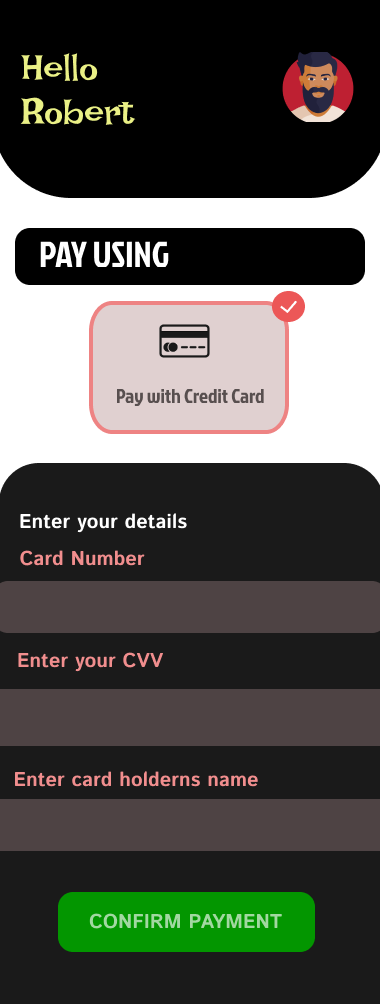 Hello
Robert
PAY USING
Pay with Credit Card
Enter your details
Card Number
Enter your CVV
Enter card holderns name
CONFIRM PAYMENT